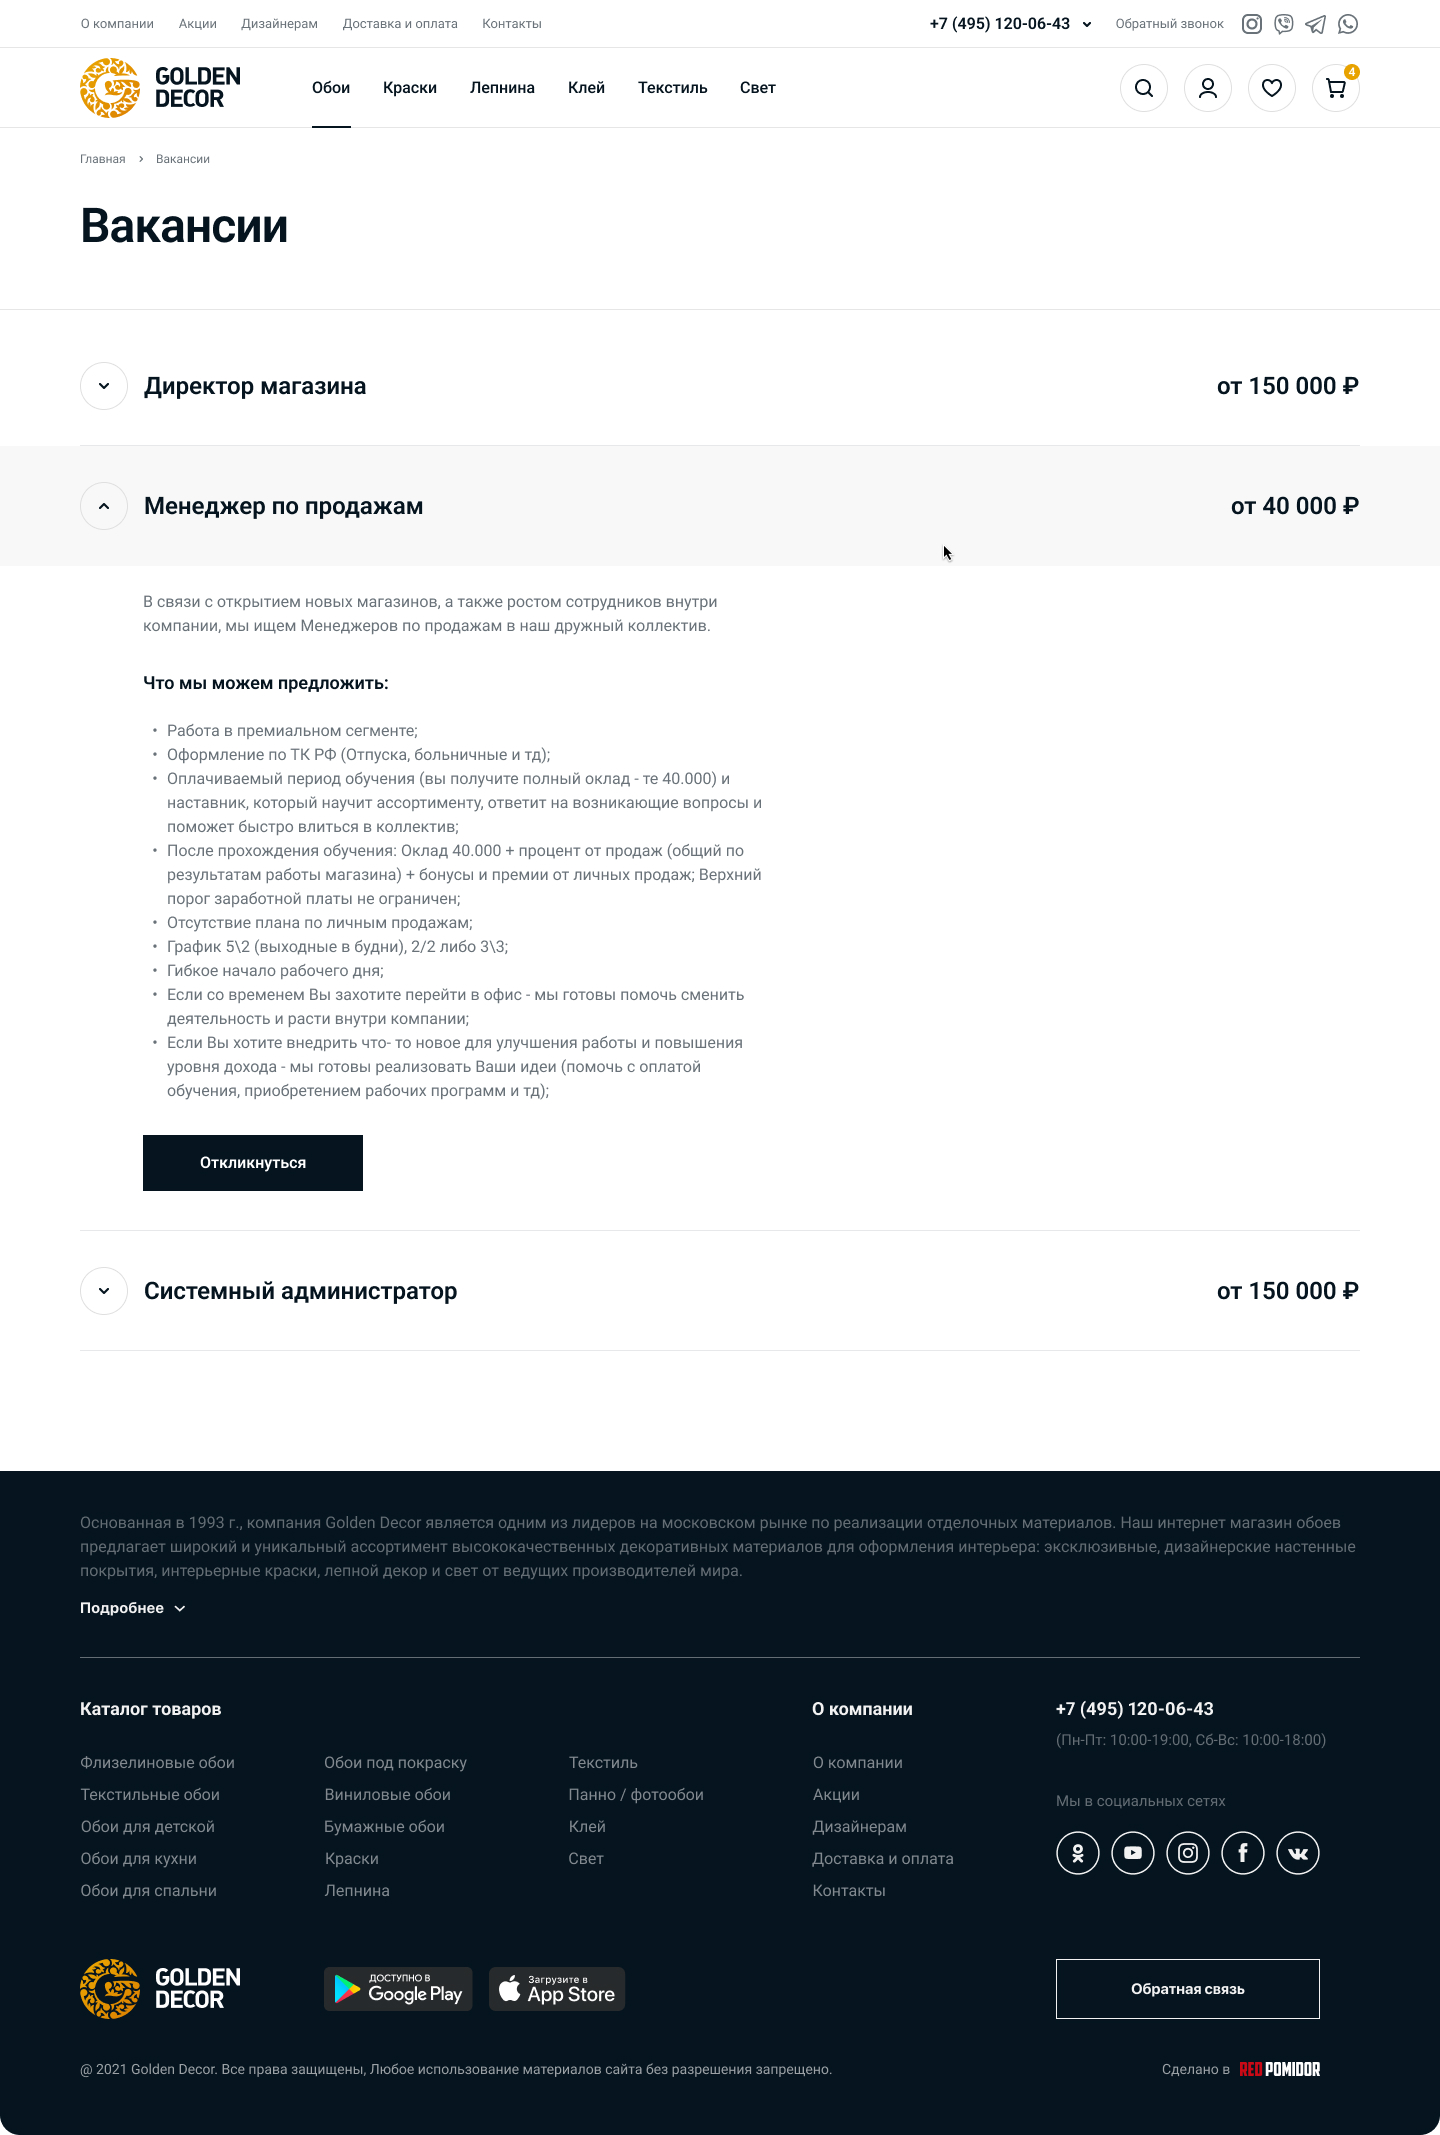 О компании Акции Дизайнерам Доставка и оплата Контакты +7 (495) 120-06-43 Обратный звонок
GOLDEN
DECOR
Обои Краски Лепнина Клей Текстиль Свет
4
Главная Вакансии
Вакансии
Директор магазина от 150 000 ₽
Менеджер по продажам от 40 000 ₽
В связи с открытием новых магазинов, а также ростом сотрудников внутри
компании, мы ищем Менеджеров по продажам в наш дружный коллектив.
Что мы можем предложить:
• Работа в премиальном сегменте;
• Оформление по ТК РФ (Отпуска, больничные и тд);
• Оплачиваемый период обучения (вы получите полный оклад - те 40.000) и
наставник, который научит ассортименту, ответит на возникающие вопросы и
поможет быстро влиться в коллектив;
• После прохождения обучения: Оклад 40.000 + процент от продаж (общий по
результатам работы магазина) + бонусы и премии от личных продаж; Верхний
порог заработной платы не ограничен;
• Отсутствие плана по личным продажам;
• График 5\2 (выходные в будни), 2/2 либо 3\3;
• Гибкое начало рабочего дня;
• Если со временем Вы захотите перейти в офис - мы готовы помочь сменить
деятельность и расти внутри компании;
• Если Вы хотите внедрить что- то новое для улучшения работы и повышения
уровня дохода - мы готовы реализовать Ваши идеи (помочь с оплатой
обучения, приобретением рабочих программ и тд);
Откликнуться
Системный администратор от 150 000 ₽
Основанная в 1993 г., компания Golden Decor является одним из лидеров на московском рынке по реализации отделочных материалов. Наш интернет магазин обоев
предлагает широкий и уникальный ассортимент высококачественных декоративных материалов для оформления интерьера: эксклюзивные, дизайнерские настенные
покрытия, интерьерные краски, лепной декор и свет от ведущих производителей мира.
Подробнее
Каталог товаров О компании +7 (495) 120-06-43
(Пн-Пт: 10:00-19:00, Сб-Вс: 10:00-18:00)
Флизелиновые обои Обои под покраску Текстиль О компании
Текстильные обои Виниловые обои Панно / фотообои Акции Мы в социальных сетях
Обои для детской Бумажные обои Клей Дизайнерам
Обои для кухни Краски Свет Доставка и оплата
Обои для спальни Лепнина Контакты
GOLDEN
DECOR
ДОСТУПНО В
Google Play
Загрузите в
App Store
Обратная связь
@ 2021 Golden Decor. Все права защищены, Любое использование материалов сайта без разрешения запрещено. Сделано в RED POMIDOR